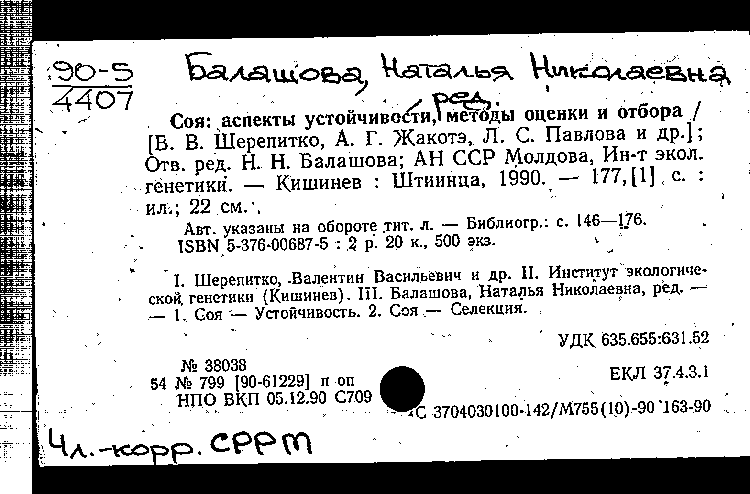 90-5
4407
Балашова, Наталья Николаевна
ред.
Соя: аспекты устойчивости, методы оценки и отбора /
[В. В. Шерепитко, А. Г. Жакотэ, Л. С. Павлова и др.];
Отв. ред. Н. Н. Балашова; АН ССР Молдова, Ин-т экол.
генетики. — Кишинев : Штиинца, 1990. — 177,[1] с. :
ил.; 22 см.
Авт. указаны на обороте тит. л. — Библиогр.: с. 146—176.
ISBN 5-376-00687-5 : 2 р. 20 к., 500 экз.
I. Шерепитко, Валентин Васильевич и др. II. Институт экологиче-
ской генетики (Кишинев). III. Балашова, Наталья Николаевна, ред. —
— 1. Соя — Устойчивость. 2. Соя — Селекция.
УДК 635.655:631.52
№ 38038
54 № 799 [90-61229] п оп
ЕКЛ 37.4.3.1
НПО ВКП 05.12.90 С709
С 3704030100-142/М755(10)-90 163-90
Чл.-корр. СРРМ